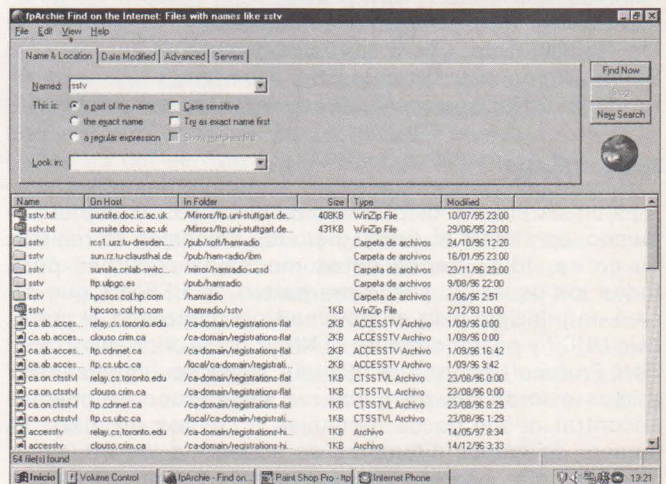 fpArchie Find on the Internet: Files with names like sstv
File Edit View Help
Name & Location Date Modified Advanced Servers
Named: sstv
This is: a part of the name Case sensitive
the exact name Try as exact name first
a regular expression Show matches first
Look in:
Find Now
Stop
New Search
Name On Host In Folder Size Type Modified
sstv.txt sunsite.doc.ic.ac.uk /Mirrors/ftp.uni-stuttgart.de... 408KB WinZip File 10/07/95 23:00
sstv.txt sunsite.doc.ic.ac.uk /Mirrors/ftp.uni-stuttgart.de... 431KB WinZip File 29/06/95 23:00
sstv rcs1.urz.tu-dresden.... /pub/soft/hamradio Carpeta de archivos 24/10/96 12:20
sstv sun.rz.tu-clausthal.de /pub/ham-radio/ibm Carpeta de archivos 16/01/95 23:00
sstv sunsite.cnlab-switc... /mirror/hamradio-ucsd Carpeta de archivos 23/11/96 23:00
sstv ftp.ulpgc.es /pub/hamradio Carpeta de archivos 9/08/96 22:00
sstv hpcsos.col.hp.com /hamradio Carpeta de archivos 1/06/96 2:51
sstv hpcsos.col.hp.com /hamradio/sstv 1KB WinZip File 2/12/93 10:00
ca.ab.acces... relay.cs.toronto.edu /ca-domain/registrations-flat 2KB ACCESSTV Archivo 1/09/96 0:00
ca.ab.acces... clouso.crim.ca /ca-domain/registrations-flat 2KB ACCESSTV Archivo 1/09/96 0:00
ca.ab.acces... ftp.cdnnet.ca /ca-domain/registrations-flat 2KB ACCESSTV Archivo 1/09/96 16:42
ca.ab.acces... ftp.cs.ubc.ca /local/ca-domain/registrati... 2KB ACCESSTV Archivo 1/09/96 9:42
ca.on.ctsstvl relay.cs.toronto.edu /ca-domain/registrations-flat 1KB CTSSTVL Archivo 23/08/96 0:00
ca.on.ctsstvl clouso.crim.ca /ca-domain/registrations-flat 1KB CTSSTVL Archivo 23/08/96 0:00
ca.on.ctsstvl ftp.cdnnet.ca /ca-domain/registrations-flat 1KB CTSSTVL Archivo 23/08/96 8:29
ca.on.ctsstvl ftp.cs.ubc.ca /local/ca-domain/registrati... 1KB CTSSTVL Archivo 23/08/96 1:29
accesstv relay.cs.toronto.edu /ca-domain/registrations-hi... 1KB Archivo 14/05/97 8:34
accesstv clouso.crim.ca /ca-domain/registrations-hi... 1KB Archivo 14/12/96 3:33
64 file(s) found
Inicio Volume Control fpArchie - Find on... Paint Shop Pro - ftp Internet Phone 13:21